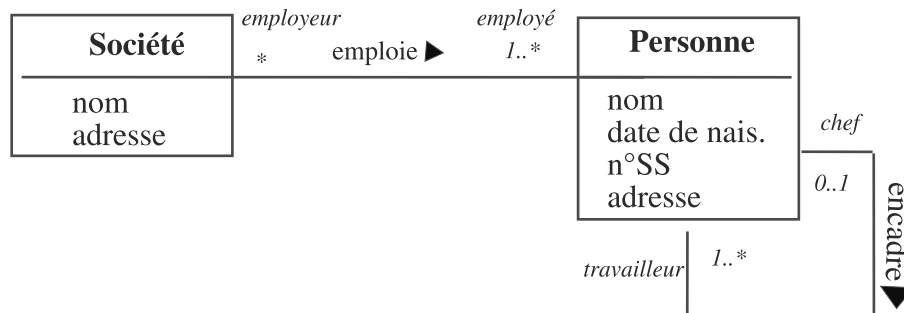 employeur
employé
Société
*
emploie
1..*
Personne
nom
adresse
nom
date de nais.
n°SS
adresse
chef
0..1
encadre
travailleur
1..*